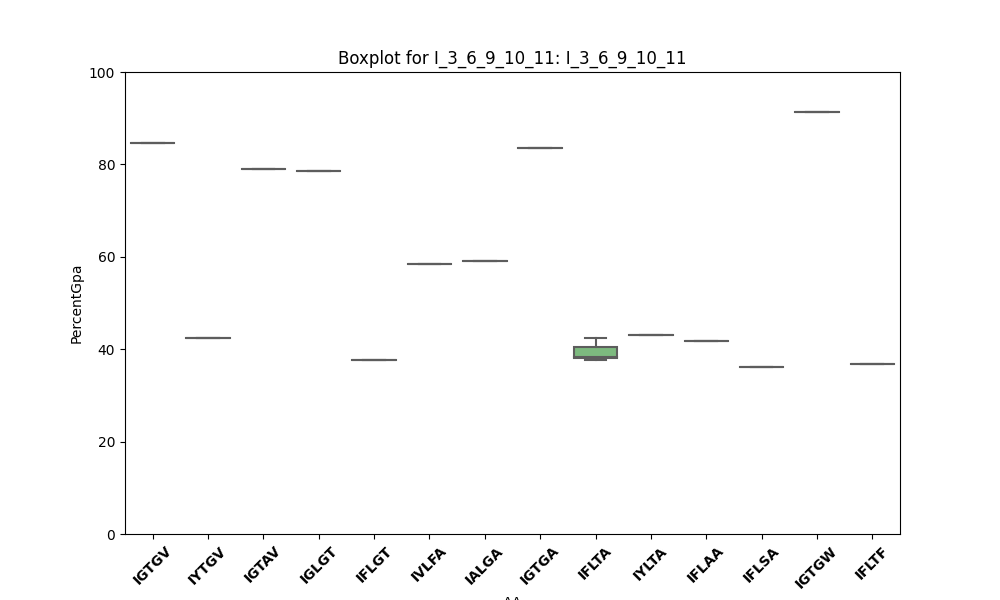 Boxplot for I_3_6_9_10_11: I_3_6_9_10_11
100
80
60
40
20
0
PercentGpa
IGTGV
IYTGV
IGTAV
IGLGT
IFLGT
IVLFA
IALGA
IGTGA
IFLTA
IYLTA
IFLAA
IFLSA
IGTGW
IFLTF